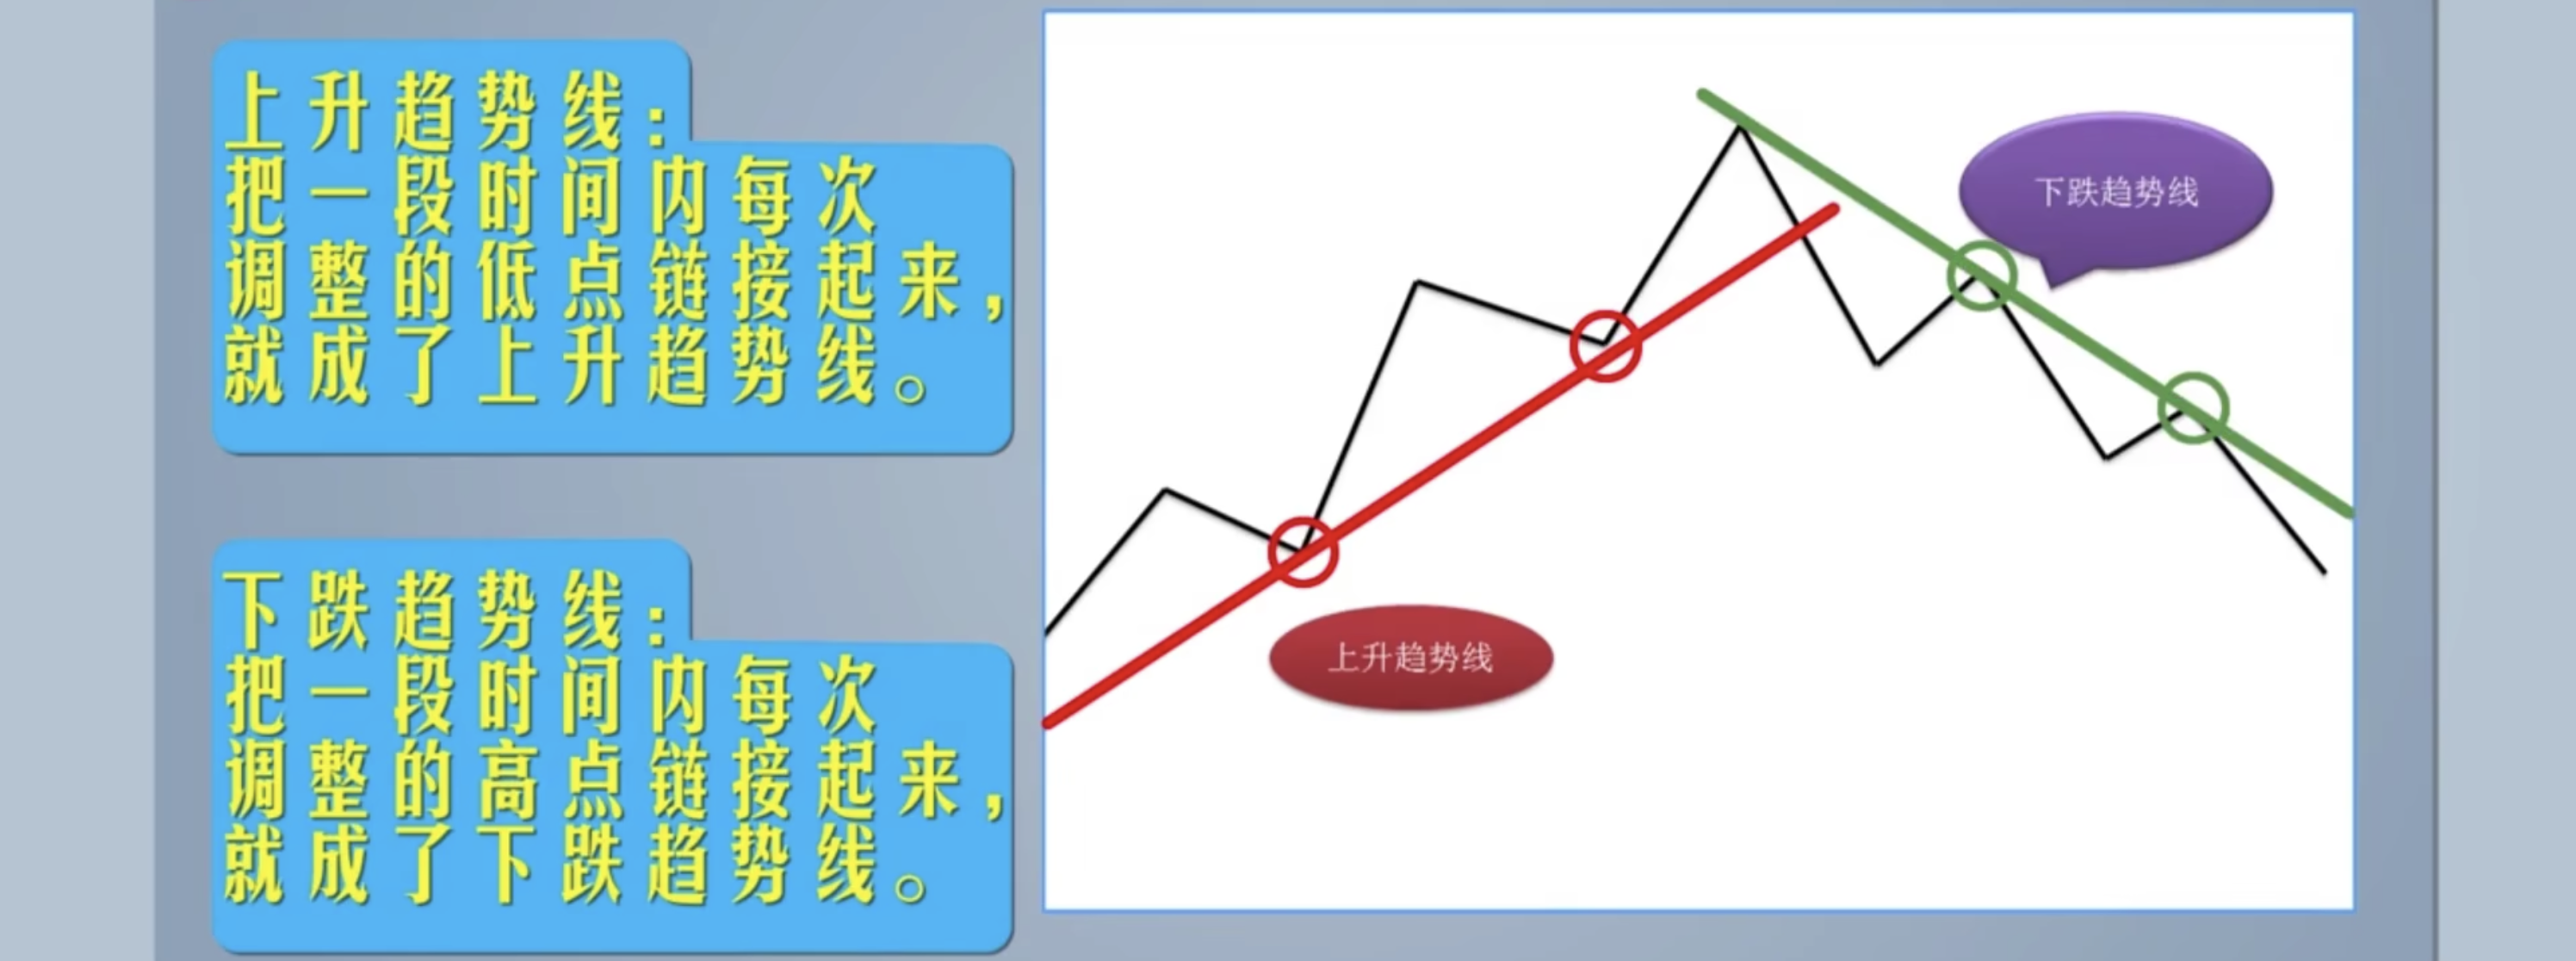 上升趋势线：
把一段时间内每次
调整的低点链接起来，
就成了上升趋势线。
下跌趋势线：
把一段时间内每次
调整的高点链接起来，
就成了下跌趋势线。
下跌趋势线
上升趋势线